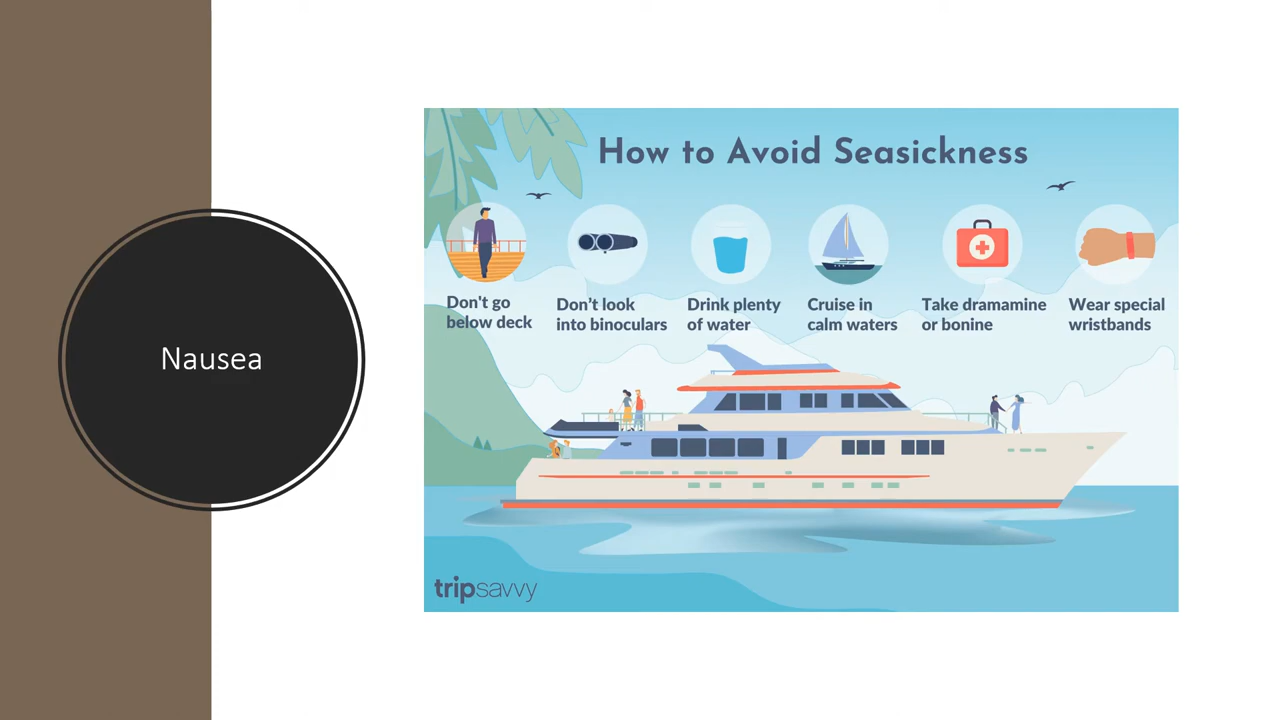 Nausea
How to Avoid Seasickness
Don't go
below deck
Don’t look
into binoculars
Drink plenty
of water
Cruise in
calm waters
Take dramamine
or bonine
Wear special
wristbands
tripsavvy